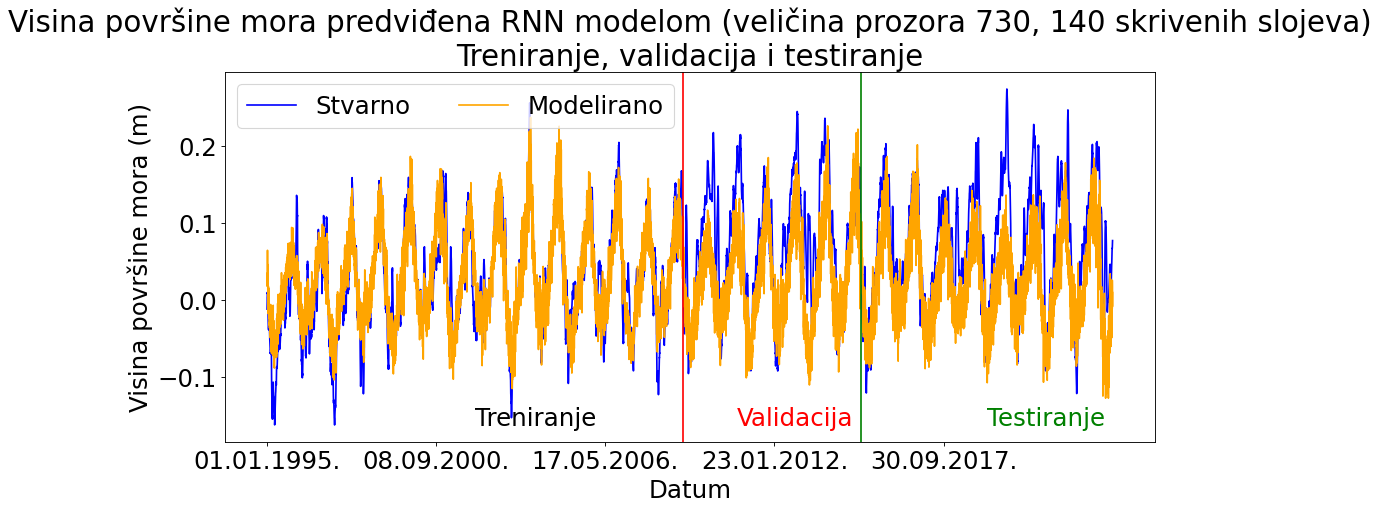 Visina površine mora predviđena RNN modelom (veličina prozora 730, 140 skrivenih slojeva)
Treniranje, validacija i testiranje
Stvarno Modelirano
Visina površine mora (m)
0.2
0.1
0.0
−0.1
Treniranje Validacija Testiranje
01.01.1995. 08.09.2000. 17.05.2006. 23.01.2012. 30.09.2017.
Datum